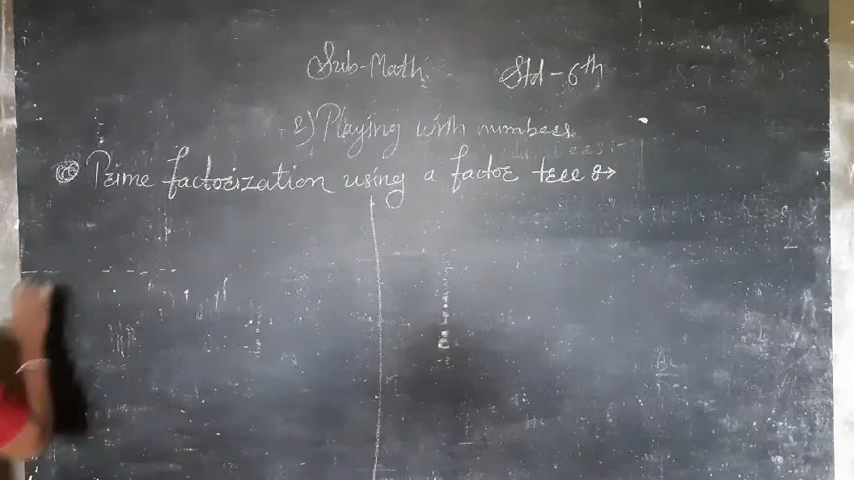 Sub-Math Std-6th
2) Playing with numbers
Prime factorization using a factor tree :→